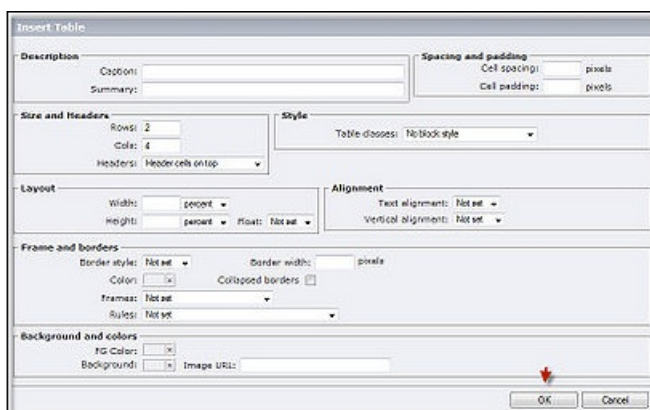 Insert Table
Description
Caption:
Summary:
Spacing and padding
Cell spacing: pixels
Cell padding: pixels
Size and Headers
Rows: 2
Cols: 4
Headers: Header cells on top
Style
Table classes: No block style
Layout
Width: percent
Height: percent Float: Not set
Alignment
Text alignment: Not set
Vertical alignment: Not set
Frame and borders
Border style: Not set Border width: pixels
Color: Collapsed borders
Frames: Not set
Rules: Not set
Background and colors
FG Color:
Background: Image URL:
OK Cancel